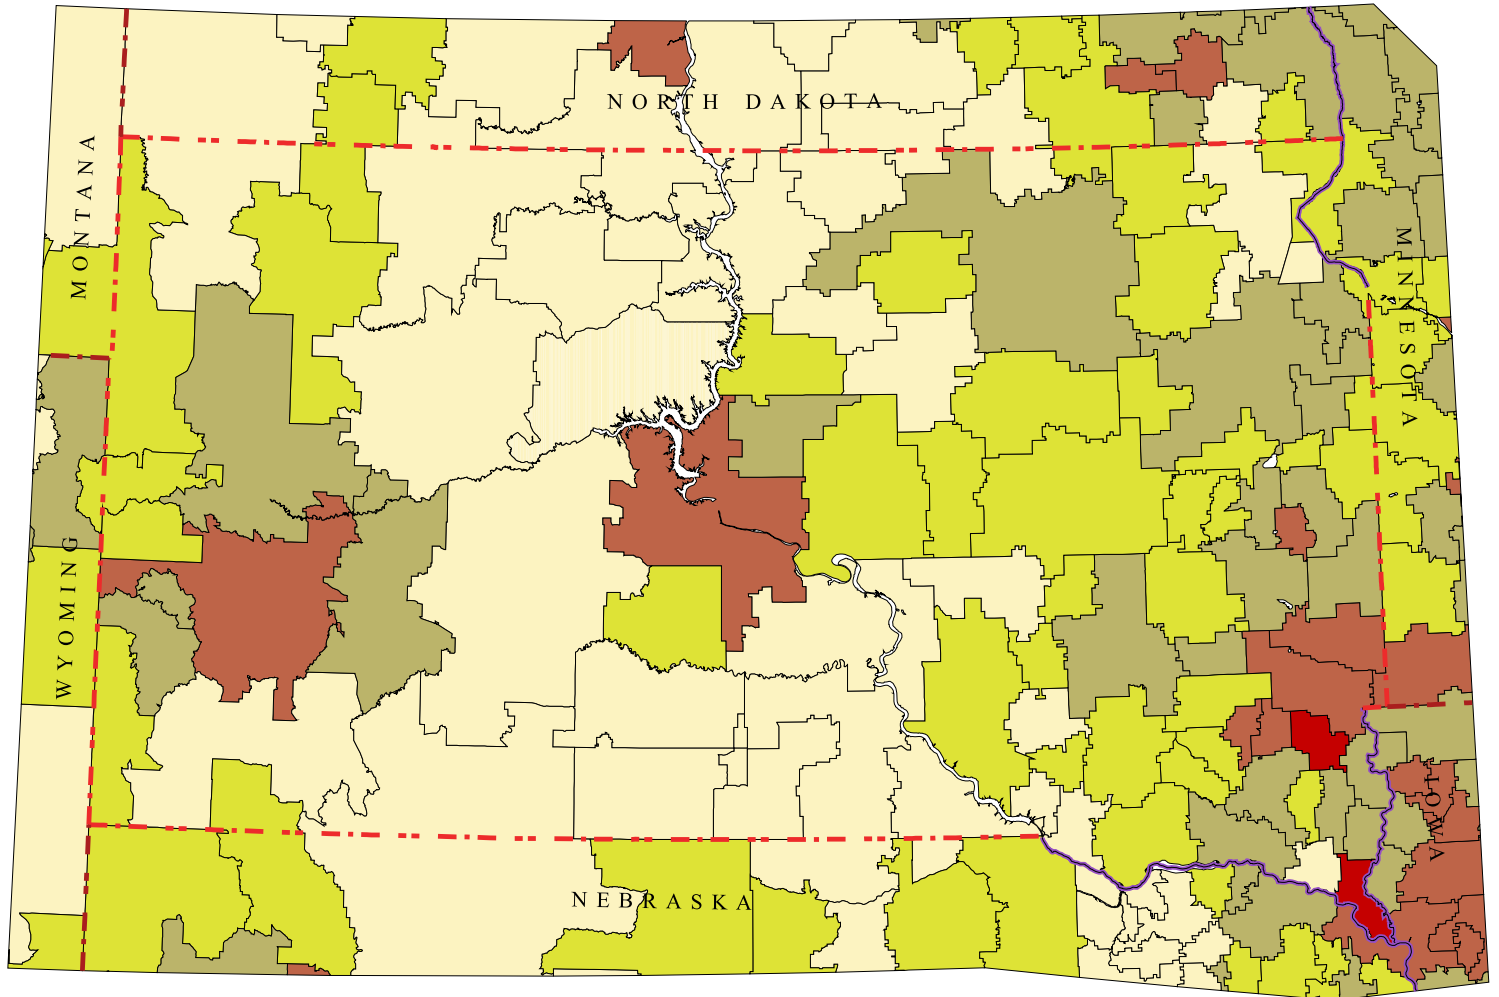 NORTH DAKOTA
MONTANA
MINNESOTA
WYOMING
IOWA
NEBRASKA